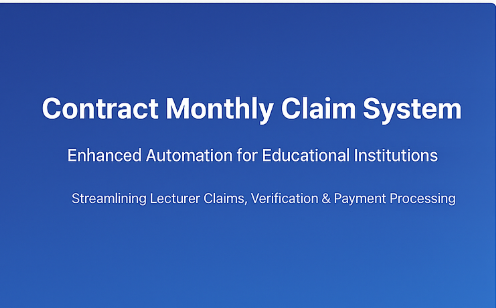 Contract Monthly Claim System
Enhanced Automation for Educational Institutions
Streamlining Lecturer Claims, Verification & Payment Processing